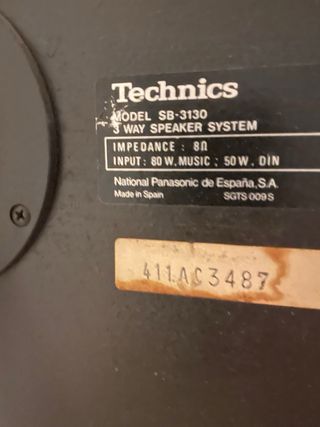 Technics
MODEL SB-3130
3 WAY SPEAKER SYSTEM
IMPEDANCE : 8Ω
INPUT: 80 W, MUSIC ; 50 W, DIN
National Panasonic de España, S.A.
Made in Spain SGTS 009 S
411AC3487